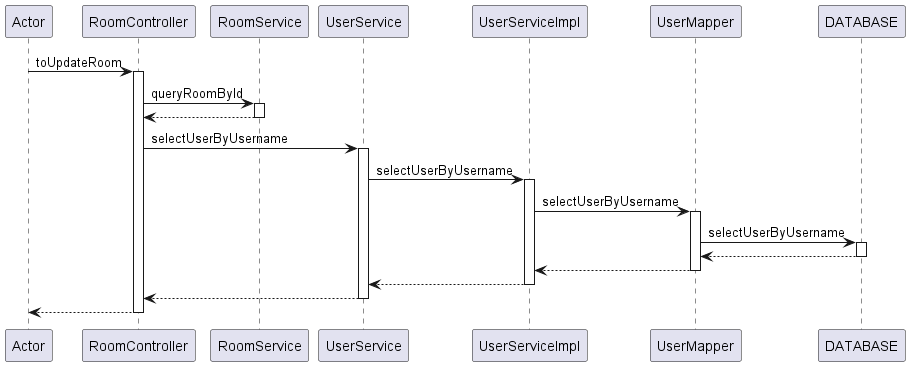 Actor RoomController RoomService UserService UserServiceImpl UserMapper DATABASE
toUpdateRoom
queryRoomById
selectUserByUsername
selectUserByUsername
selectUserByUsername
selectUserByUsername
Actor RoomController RoomService UserService UserServiceImpl UserMapper DATABASE